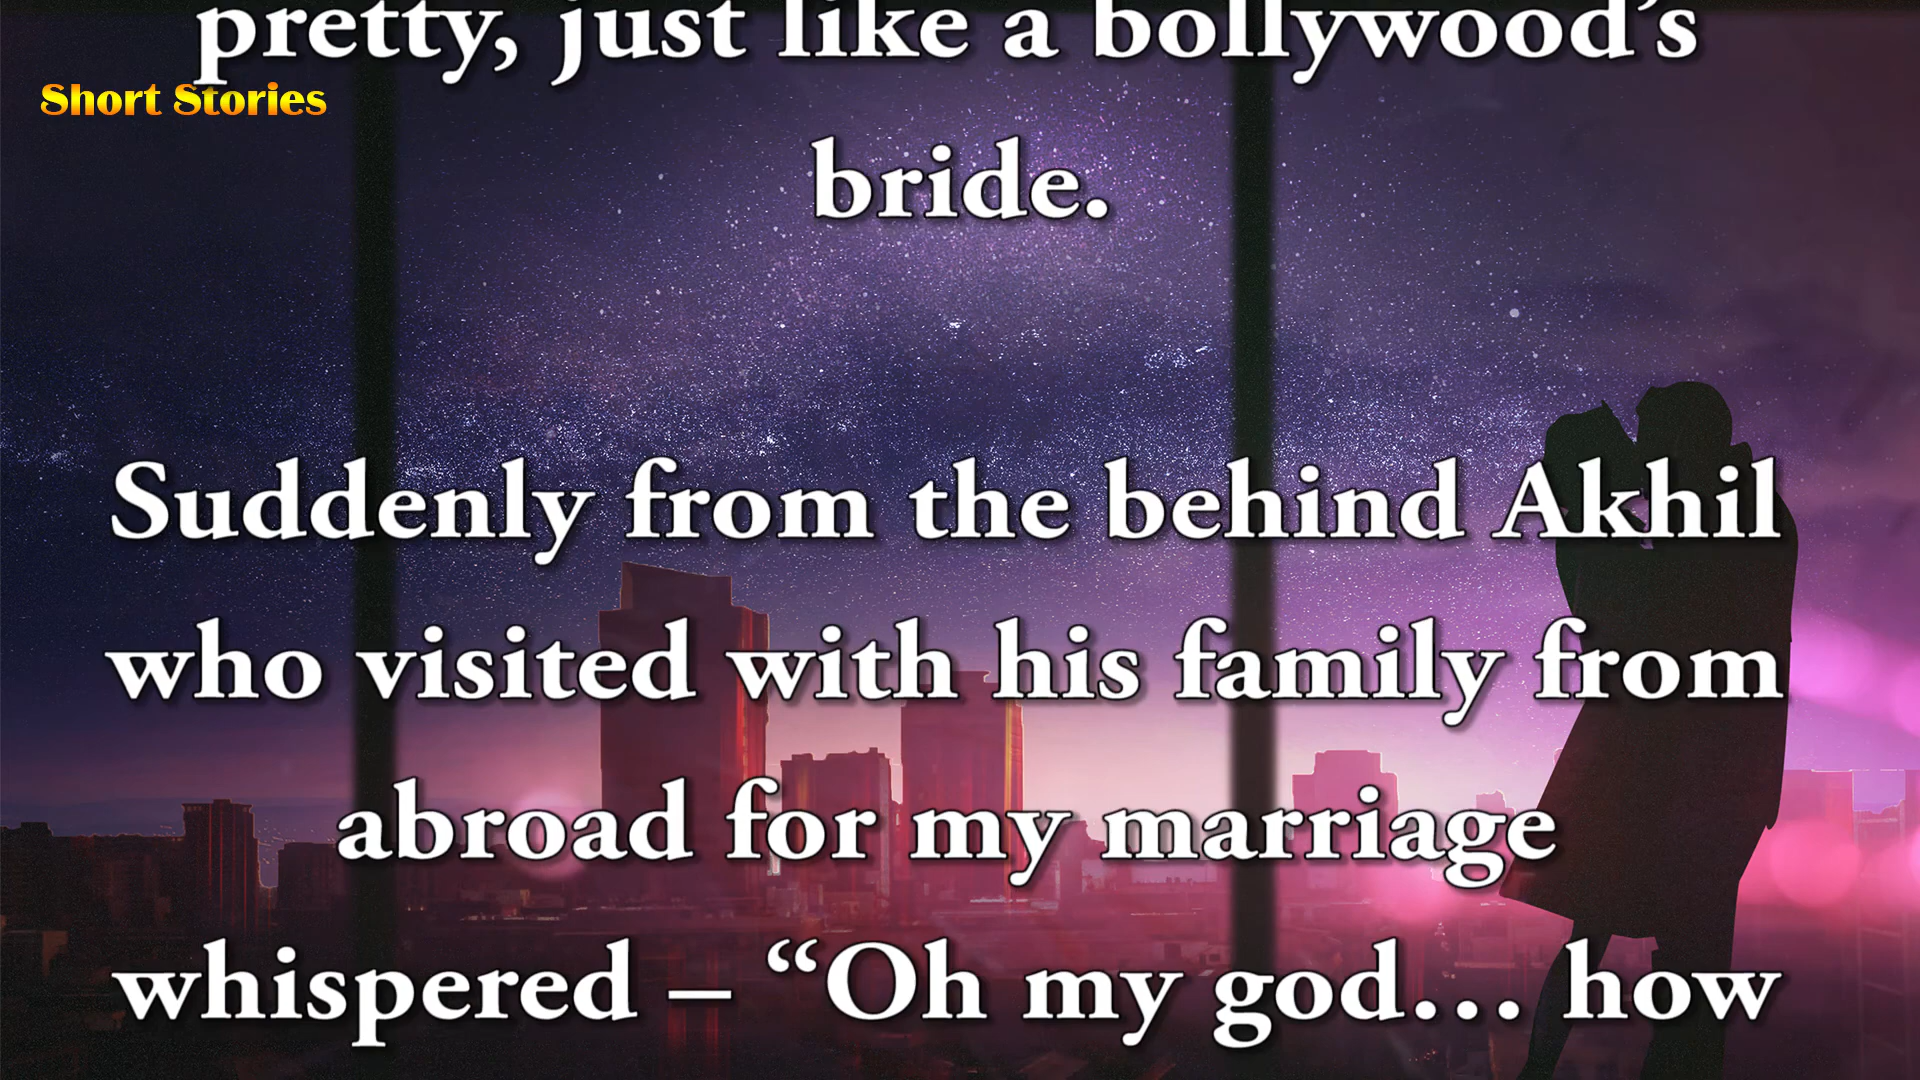 pretty, just like a bollywood’s
Short Stories
bride.
Suddenly from the behind Akhil
who visited with his family from
abroad for my marriage
whispered – “Oh my god… how